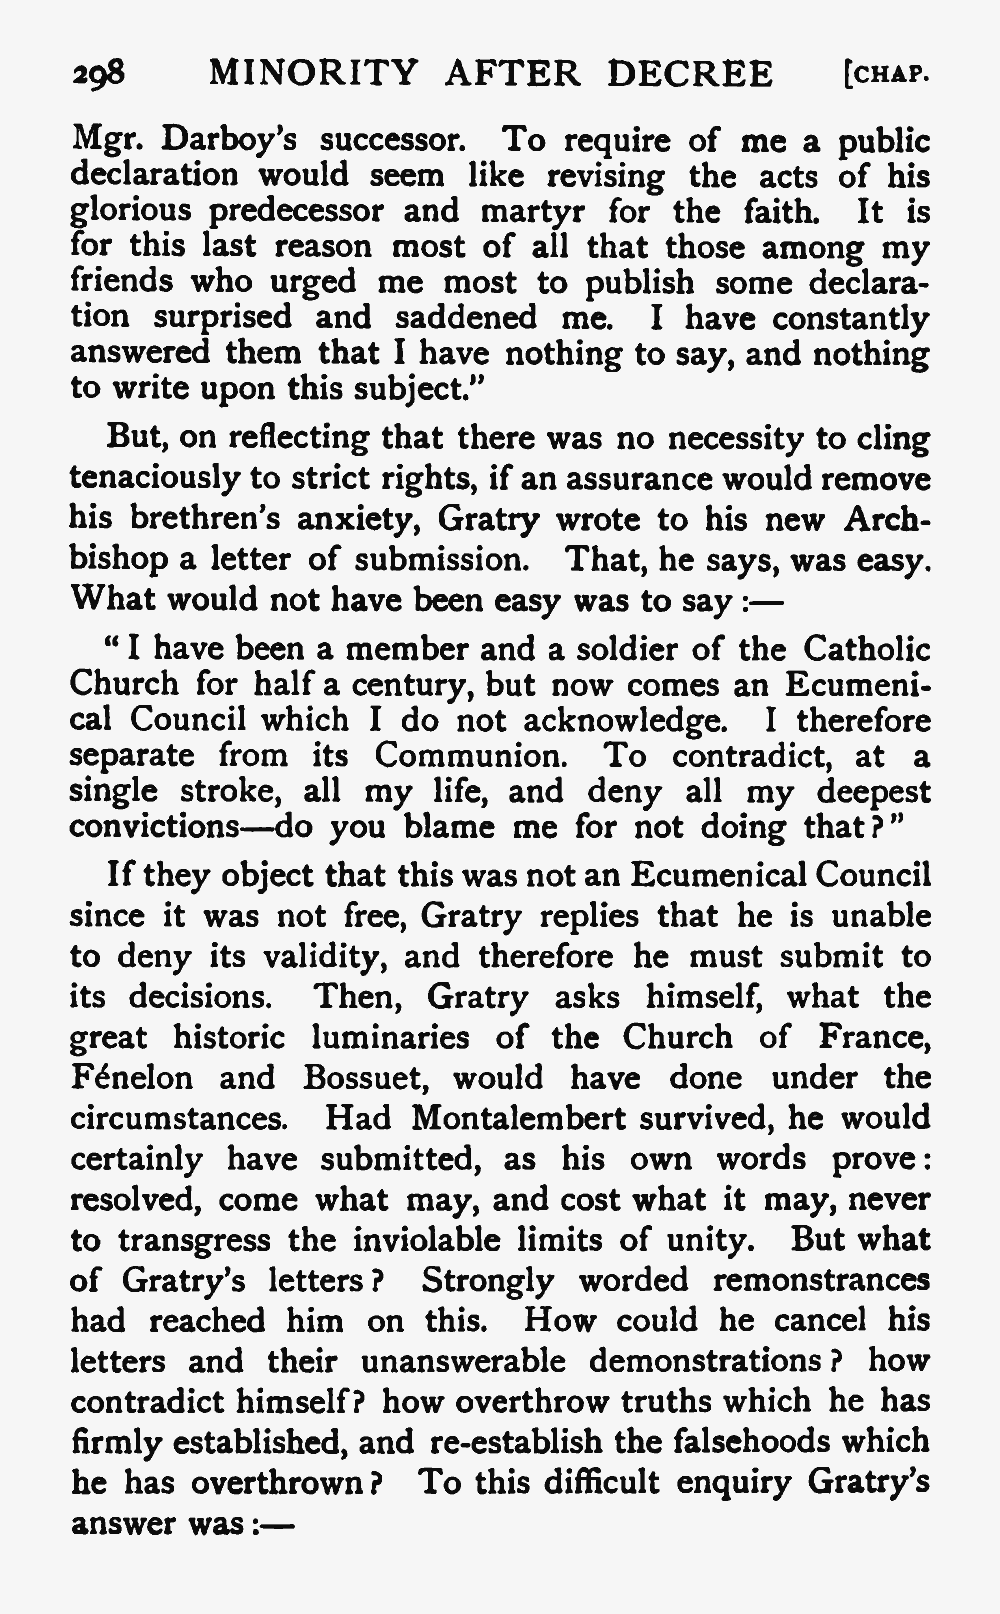 298 MINORITY AFTER DECREE [CHAP.
Mgr. Darboy's successor. To require of me a public
declaration would seem like revising the acts of his
glorious predecessor and martyr for the faith. It is
for this last reason most of all that those among my
friends who urged me most to publish some declara-
tion surprised and saddened me. I have constantly
answered them that I have nothing to say, and nothing
to write upon this subject."
But, on reflecting that there was no necessity to cling
tenaciously to strict rights, if an assurance would remove
his brethren's anxiety, Gratry wrote to his new Arch-
bishop a letter of submission. That, he says, was easy.
What would not have been easy was to say :—
"I have been a member and a soldier of the Catholic
Church for half a century, but now comes an Ecumeni-
cal Council which I do not acknowledge. I therefore
separate from its Communion. To contradict, at a
single stroke, all my life, and deny all my deepest
convictions—do you blame me for not doing that?"
If they object that this was not an Ecumenical Council
since it was not free, Gratry replies that he is unable
to deny its validity, and therefore he must submit to
its decisions. Then, Gratry asks himself, what the
great historic luminaries of the Church of France,
Fénelon and Bossuet, would have done under the
circumstances. Had Montalembert survived, he would
certainly have submitted, as his own words prove:
resolved, come what may, and cost what it may, never
to transgress the inviolable limits of unity. But what
of Gratry's letters? Strongly worded remonstrances
had reached him on this. How could he cancel his
letters and their unanswerable demonstrations? how
contradict himself? how overthrow truths which he has
firmly established, and re-establish the falsehoods which
he has overthrown? To this difficult enquiry Gratry's
answer was :—